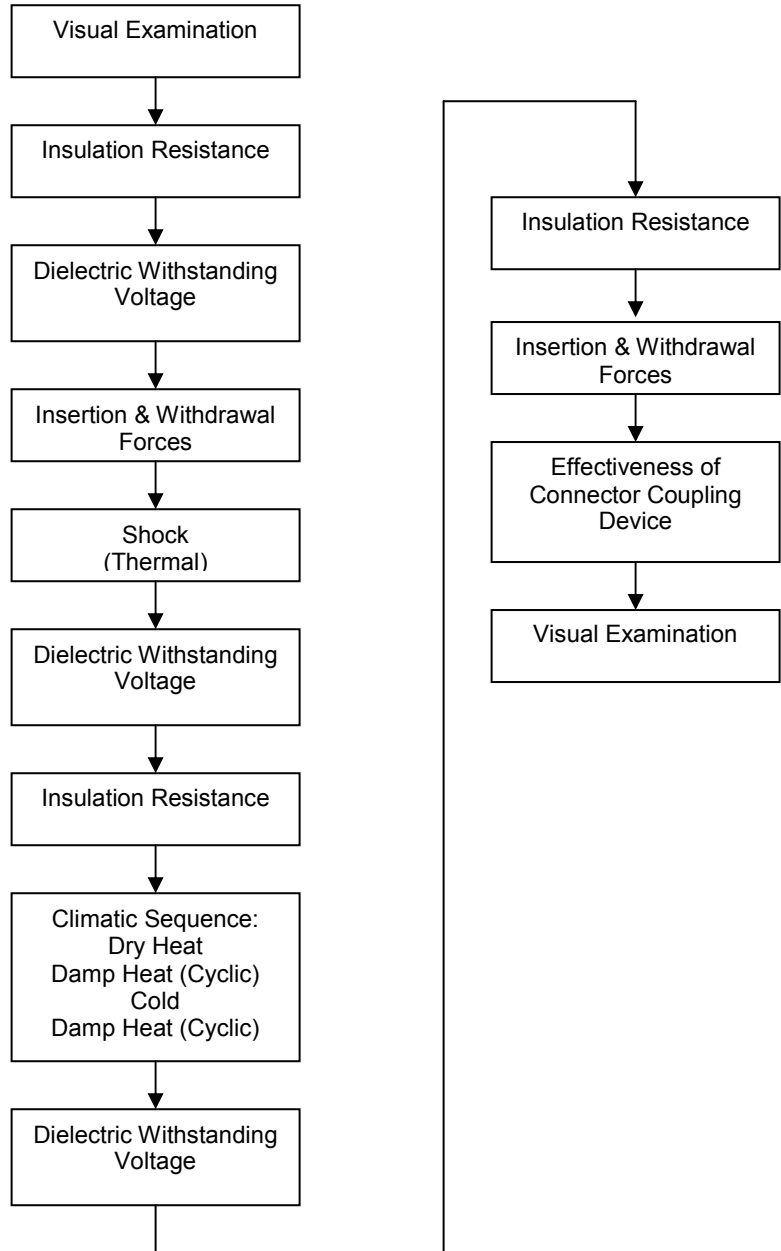 Visual Examination
Insulation Resistance
Dielectric Withstanding
Voltage
Insertion & Withdrawal
Forces
Shock
(Thermal)
Dielectric Withstanding
Voltage
Insulation Resistance
Climatic Sequence:
Dry Heat
Damp Heat (Cyclic)
Cold
Damp Heat (Cyclic)
Dielectric Withstanding
Voltage
Insulation Resistance
Insertion & Withdrawal
Forces
Effectiveness of
Connector Coupling
Device
Visual Examination